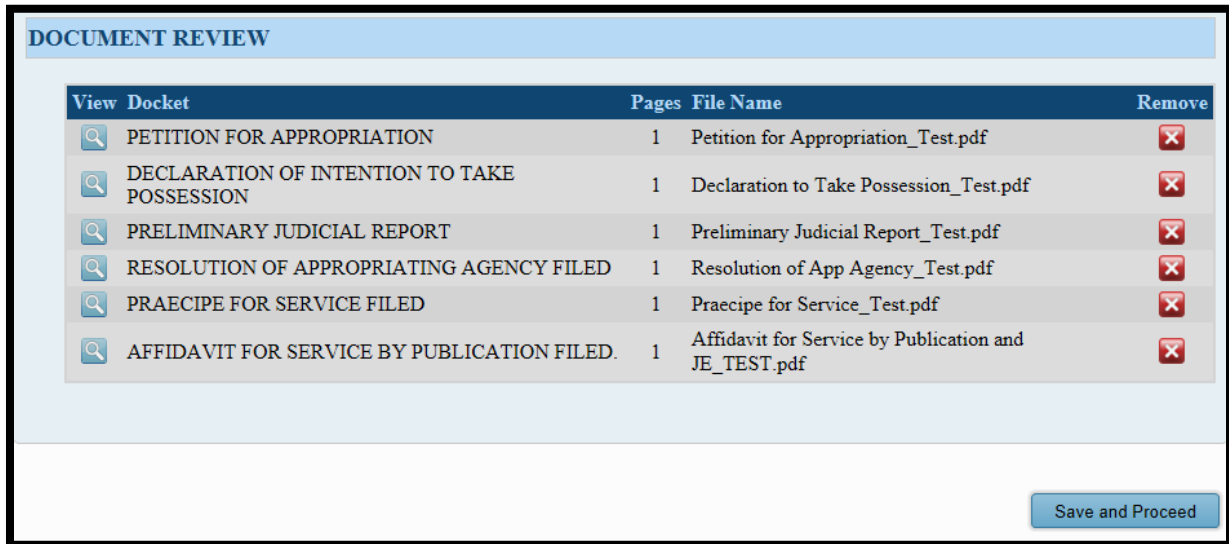 DOCUMENT REVIEW
View Docket Pages File Name Remove
PETITION FOR APPROPRIATION 1 Petition for Appropriation_Test.pdf
DECLARATION OF INTENTION TO TAKE
POSSESSION 1 Declaration to Take Possession_Test.pdf
PRELIMINARY JUDICIAL REPORT 1 Preliminary Judicial Report_Test.pdf
RESOLUTION OF APPROPRIATING AGENCY FILED 1 Resolution of App Agency_Test.pdf
PRAECIPE FOR SERVICE FILED 1 Praecipe for Service_Test.pdf
AFFIDAVIT FOR SERVICE BY PUBLICATION FILED. 1 Affidavit for Service by Publication and
JE_TEST.pdf
Save and Proceed